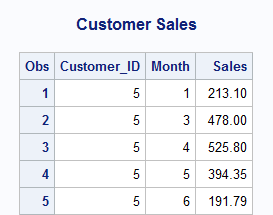 Customer Sales
Obs Customer_ID Month Sales
1 5 1 213.10
2 5 3 478.00
3 5 4 525.80
4 5 5 394.35
5 5 6 191.79